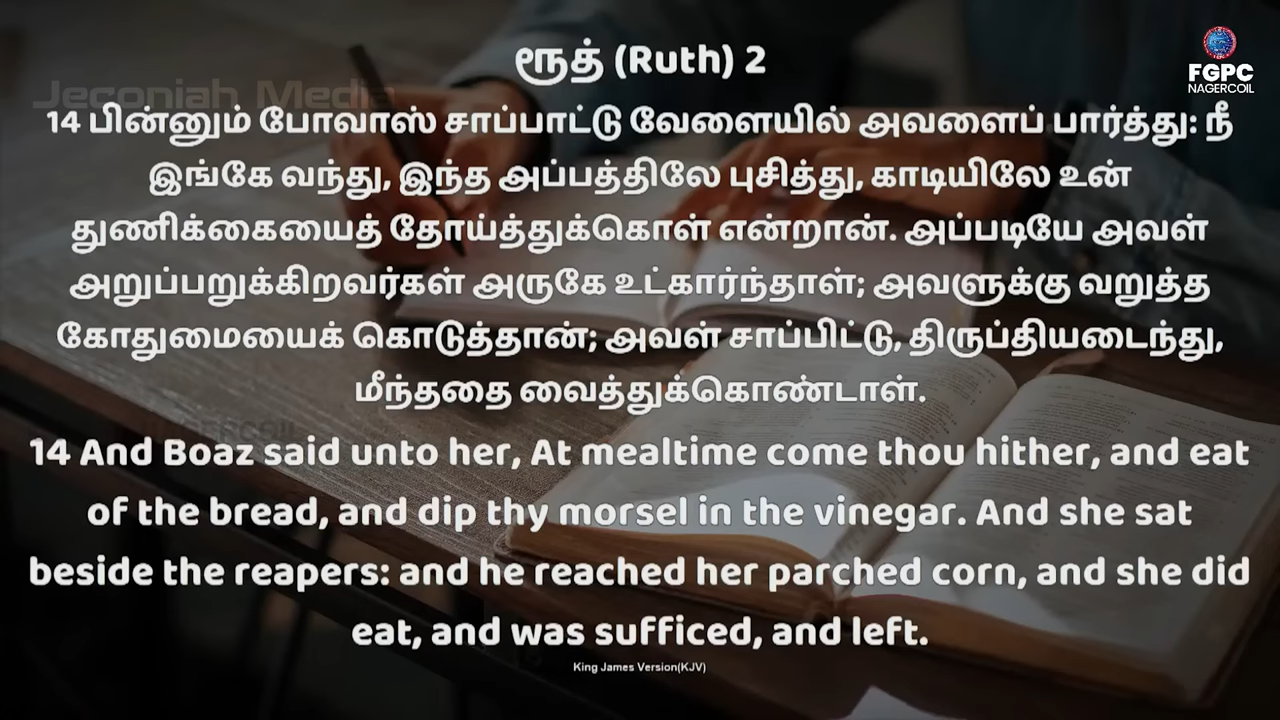 ரூத் (Ruth) 2
FGPC
NAGERCOIL
Jeconiah Media
14 பின்னும் போவாஸ் சாப்பாட்டு வேளையில் அவளைப் பார்த்து: நீ
இங்கே வந்து, இந்த அப்பத்திலே புசித்து, காடியிலே உன்
துணிக்கையைத் தோய்த்துக்கொள் என்றான். அப்படியே அவள்
அறுப்பறுக்கிறவர்கள் அருகே உட்கார்ந்தாள்; அவளுக்கு வறுத்த
கோதுமையைக் கொடுத்தான்; அவள் சாப்பிட்டு, திருப்தியடைந்து,
மீந்ததை வைத்துக்கொண்டாள்.
14 And Boaz said unto her, At mealtime come thou hither, and eat
of the bread, and dip thy morsel in the vinegar. And she sat
beside the reapers: and he reached her parched corn, and she did
eat, and was sufficed, and left.
King James Version(KJV)